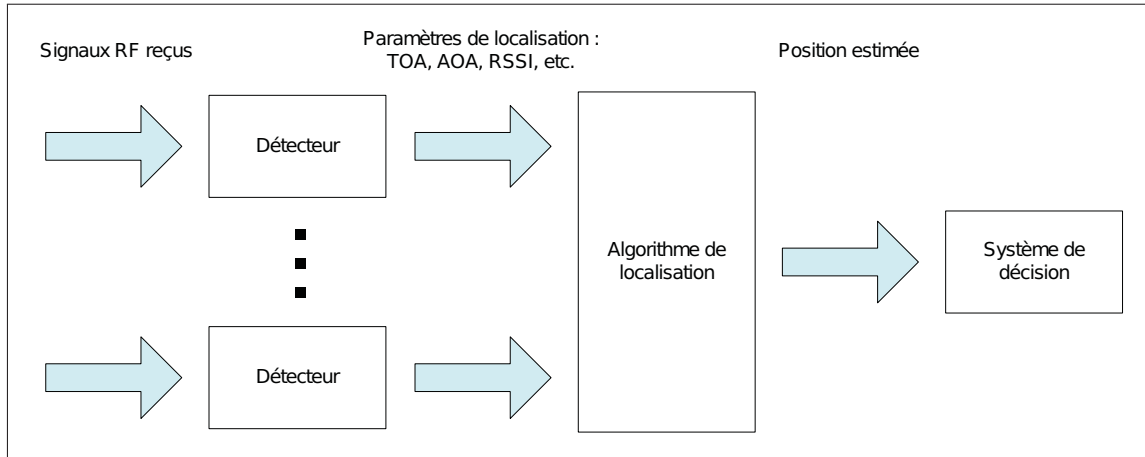 Signaux RF reçus
Paramètres de localisation :
TOA, AOA, RSSI, etc.
Position estimée
Détecteur
Algorithme de
localisation
Système de
décision
Détecteur